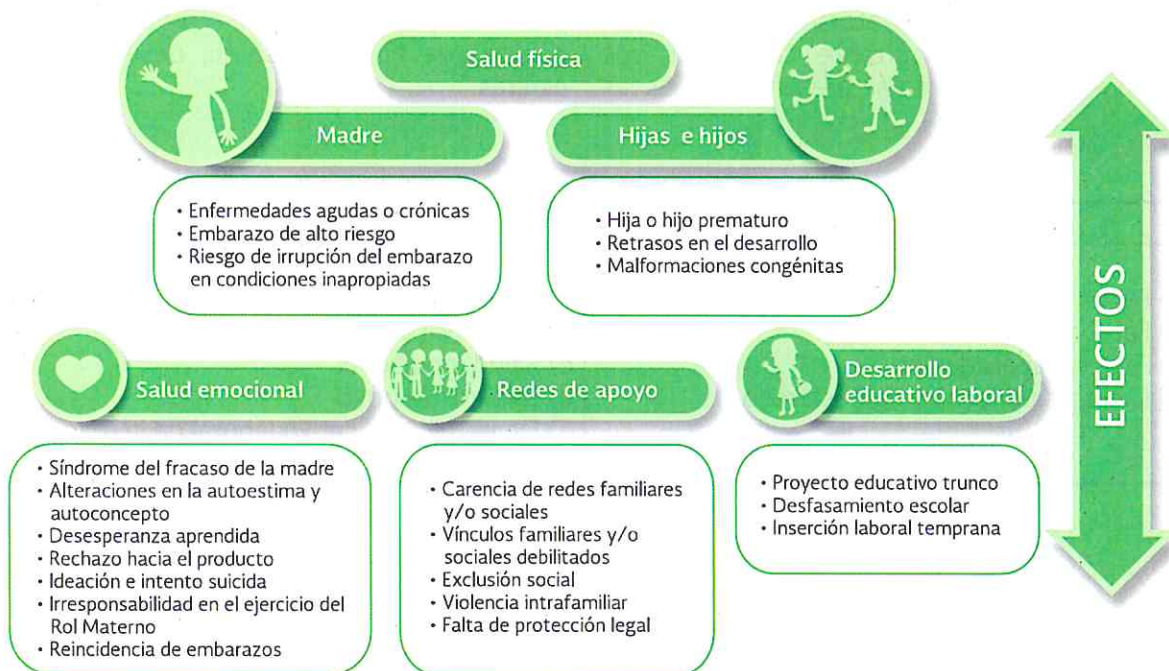 Salud física
Madre
Hijas e hijos
• Enfermedades agudas o crónicas
• Embarazo de alto riesgo
• Riesgo de irrupción del embarazo
en condiciones inapropiadas
• Hija o hijo prematuro
• Retrasos en el desarrollo
• Malformaciones congénitas
EFECTOS
Salud emocional
Redes de apoyo
Desarrollo
educativo laboral
• Síndrome del fracaso de la madre
• Alteraciones en la autoestima y
autoconcepto
• Desesperanza aprendida
• Rechazo hacia el producto
• Ideación e intento suicida
• Irresponsabilidad en el ejercicio del
Rol Materno
• Reincidencia de embarazos
• Carencia de redes familiares
y/o sociales
• Vínculos familiares y/o
sociales debilitados
• Exclusión social
• Violencia intrafamiliar
• Falta de protección legal
• Proyecto educativo trunco
• Desfasamiento escolar
• Inserción laboral temprana